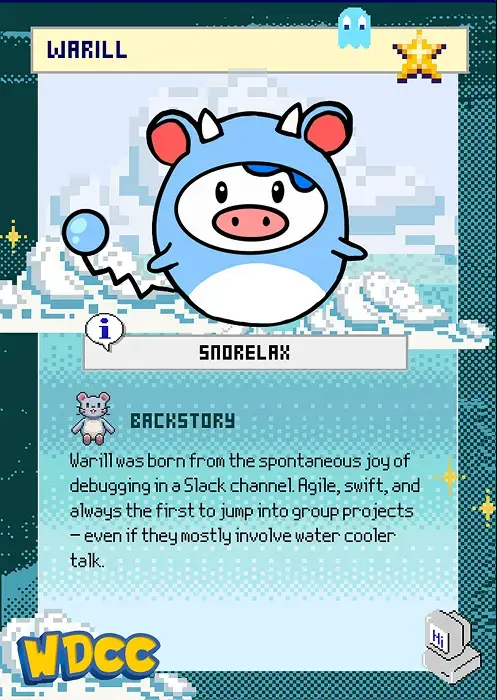 WARILL
i
SNORELAX
BACKSTORY
Warill was born from the spontaneous joy of
debugging in a Slack channel. Agile, swift, and
always the first to jump into group projects
– even if they mostly involve water cooler
talk.
Hi
WDCC